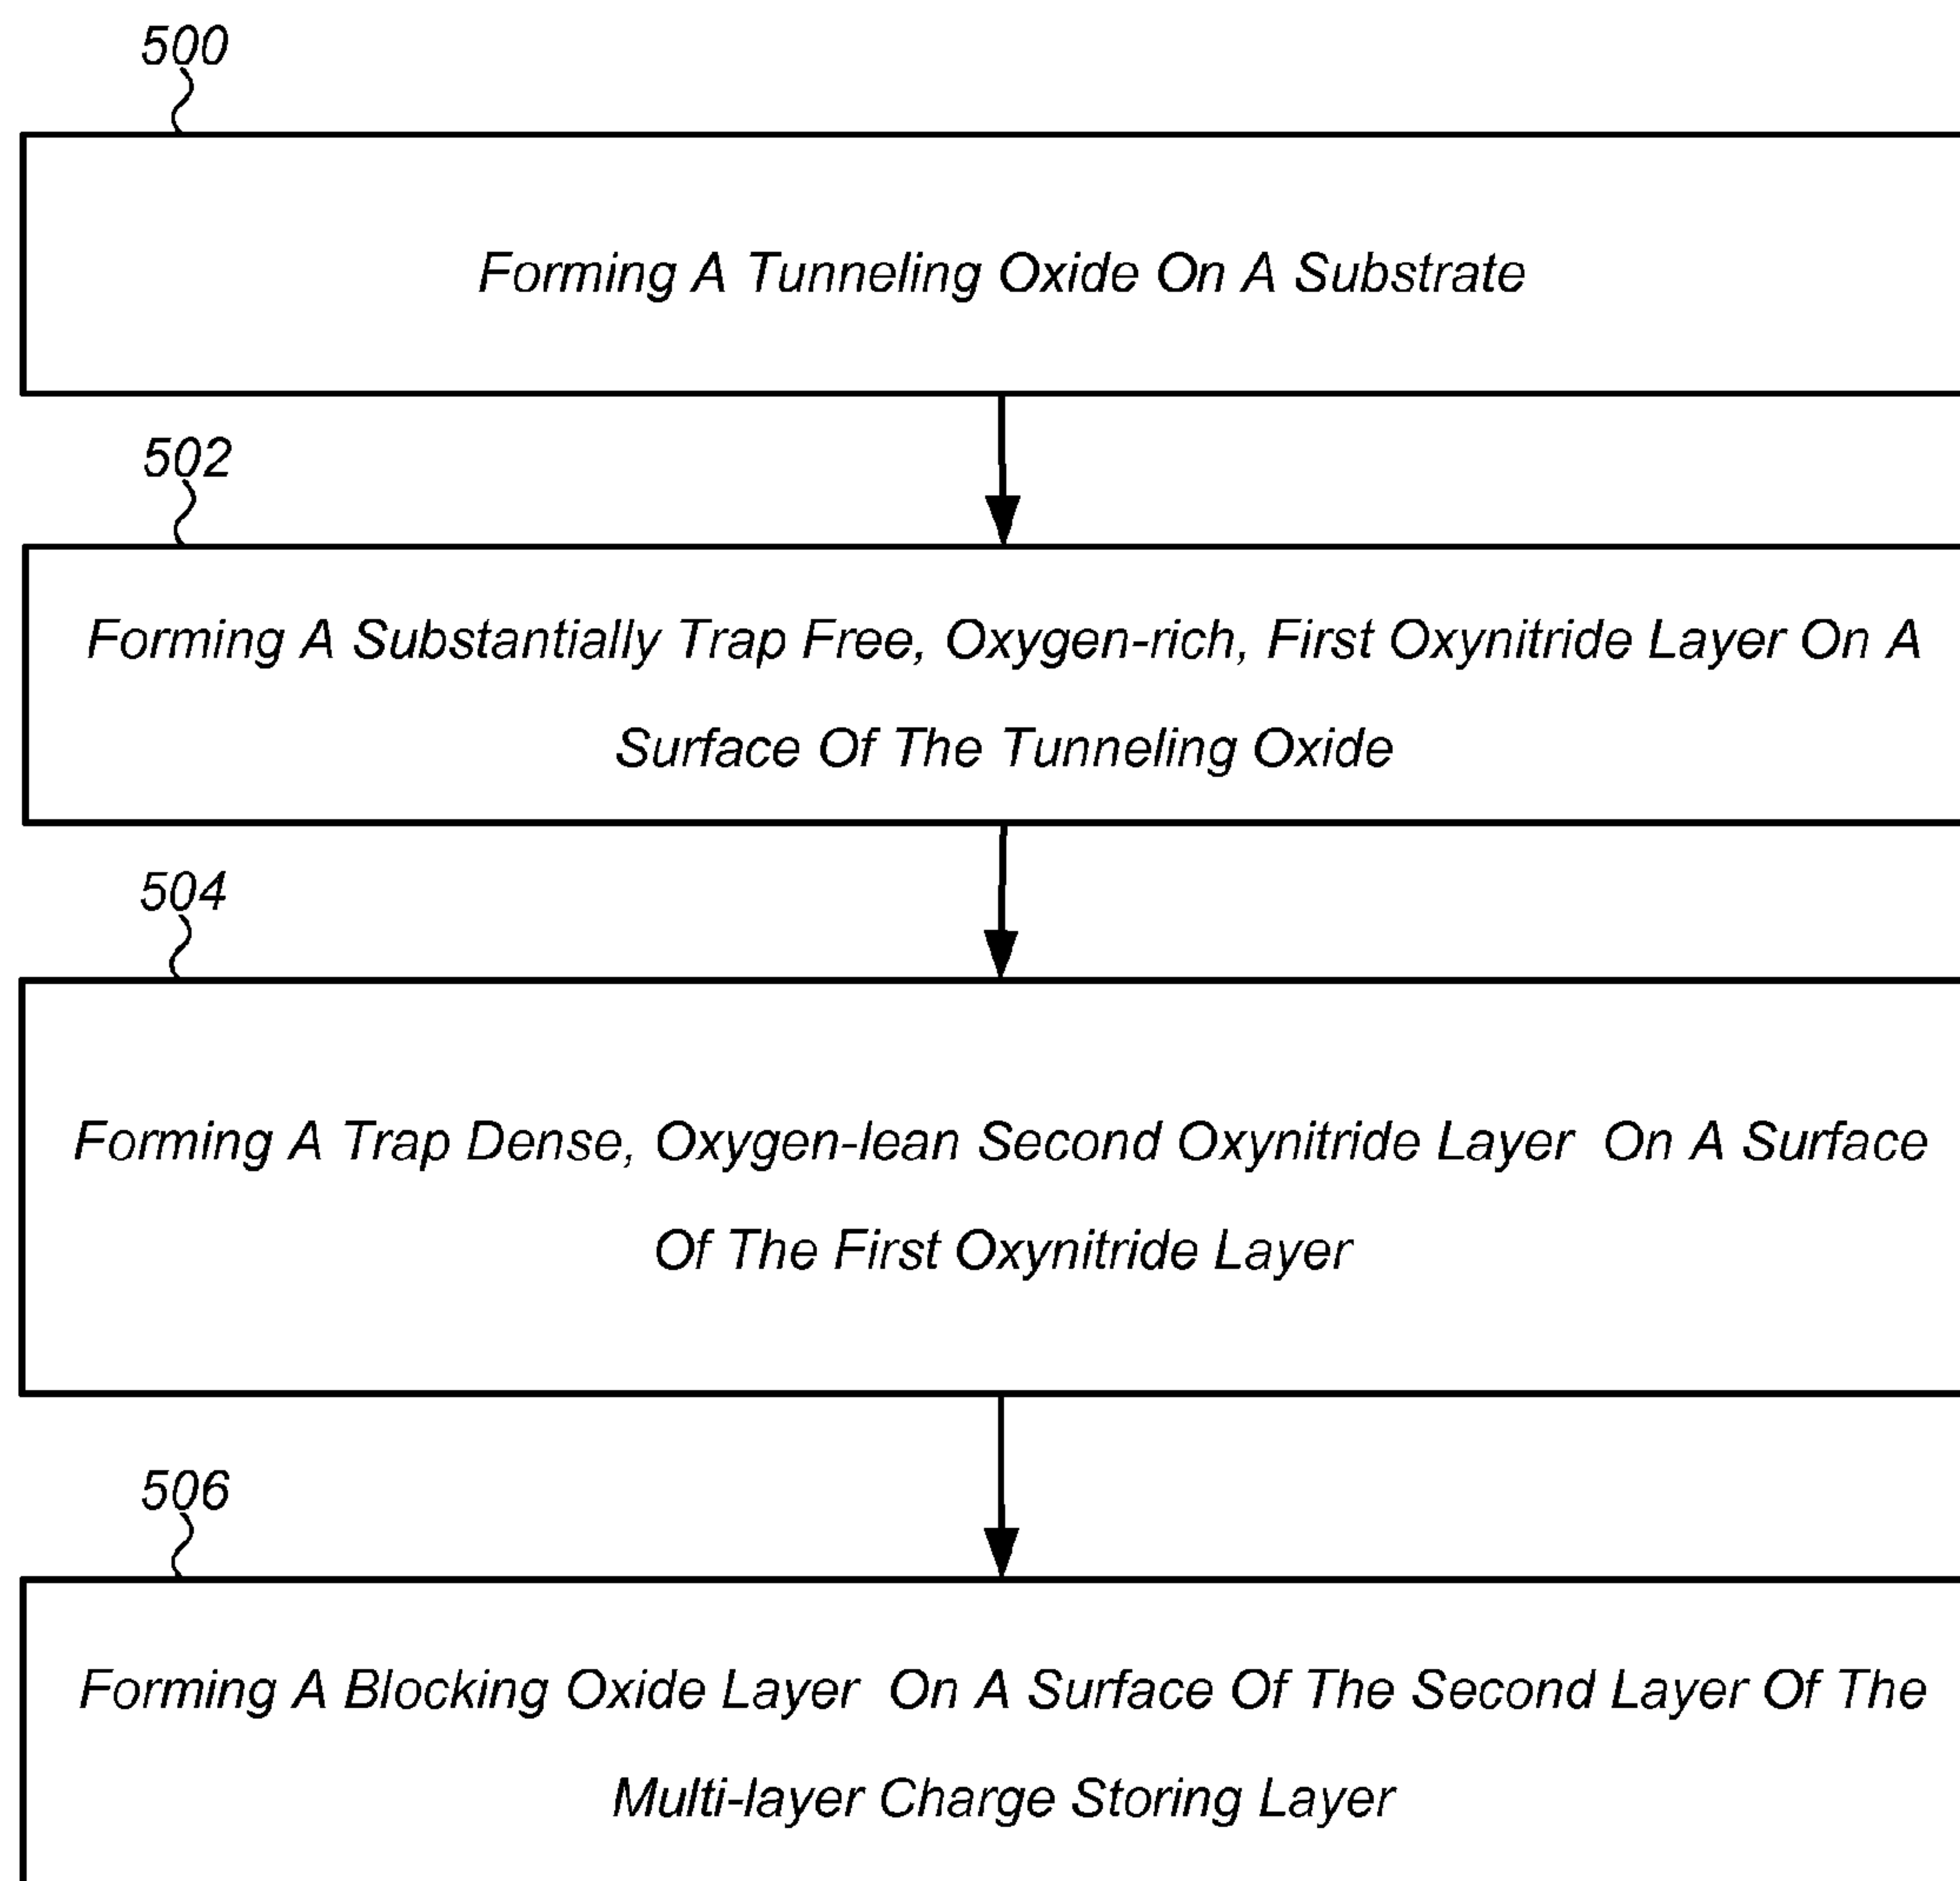 500
Forming A Tunneling Oxide On A Substrate
502
Forming A Substantially Trap Free, Oxygen-rich, First Oxynitride Layer On A
Surface Of The Tunneling Oxide
504
Forming A Trap Dense, Oxygen-lean Second Oxynitride Layer On A Surface
Of The First Oxynitride Layer
506
Forming A Blocking Oxide Layer On A Surface Of The Second Layer Of The
Multi-layer Charge Storing Layer